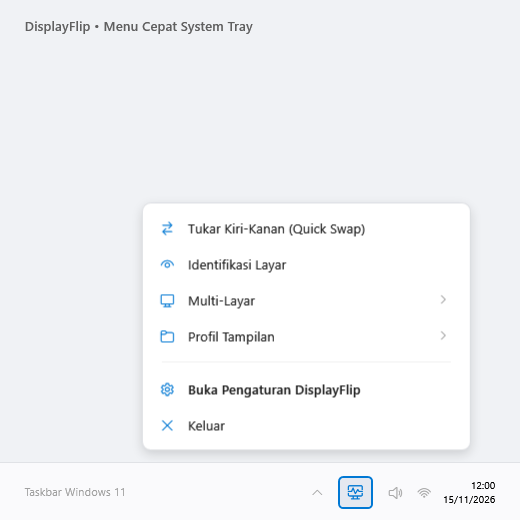 DisplayFlip • Menu Cepat System Tray
Tukar Kiri-Kanan (Quick Swap)
Identifikasi Layar
Multi-Layar
Profil Tampilan
Buka Pengaturan DisplayFlip
Keluar
Taskbar Windows 11
12:00
15/11/2026